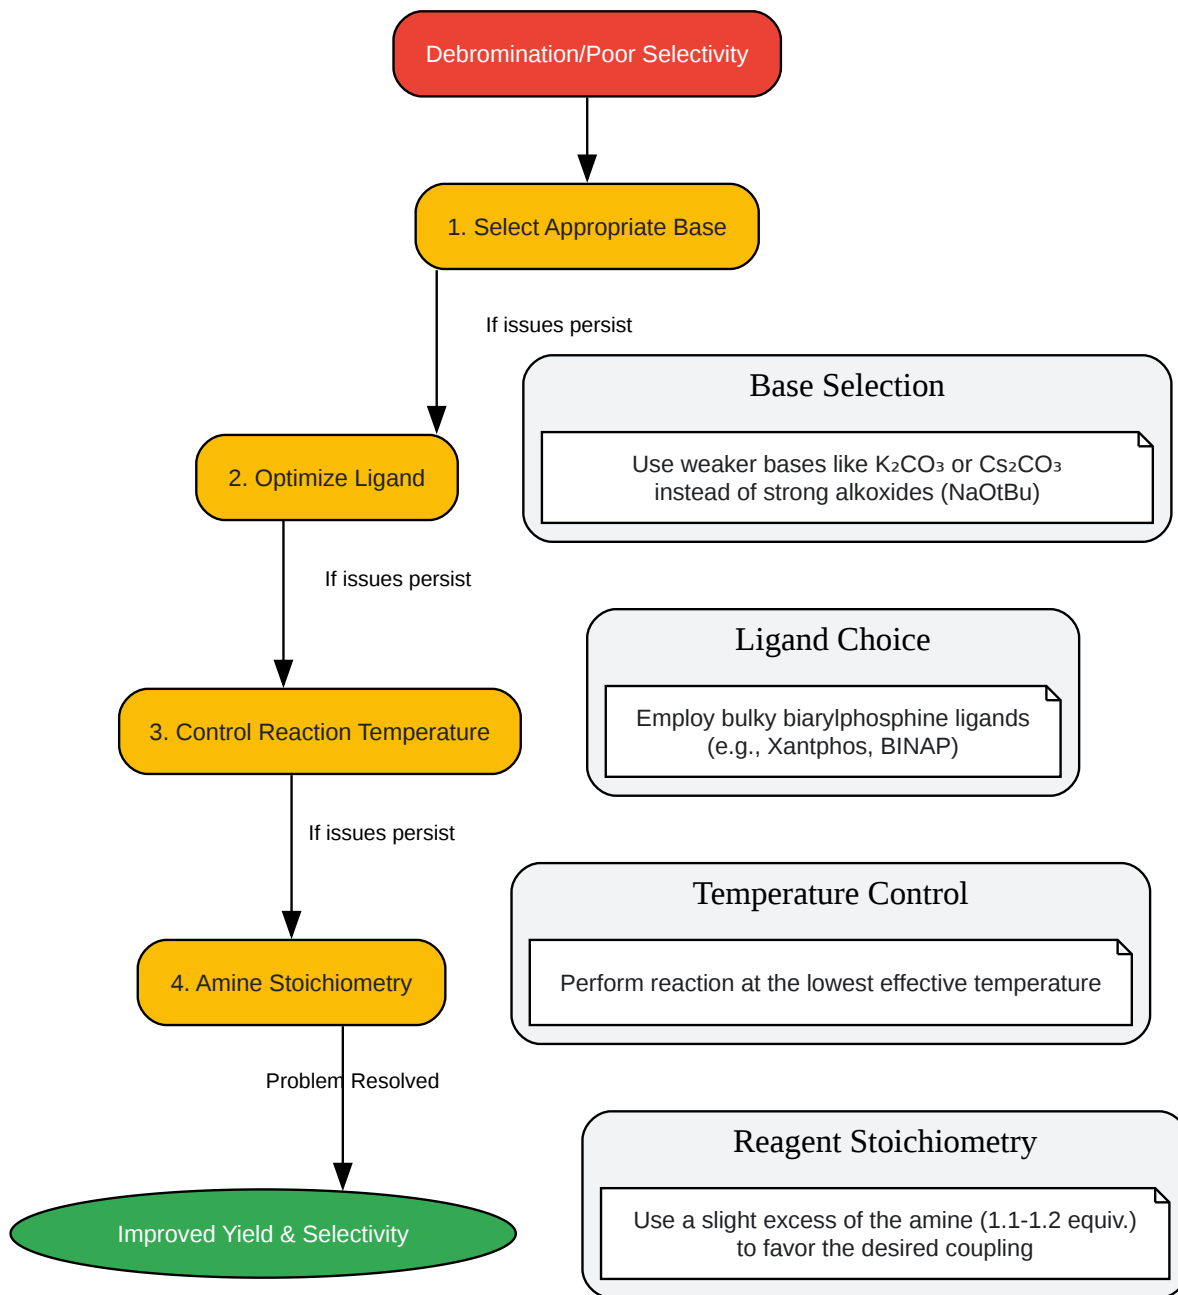 Debromination/Poor Selectivity
1. Select Appropriate Base
If issues persist
Base Selection
Use weaker bases like K₂CO₃ or Cs₂CO₃
instead of strong alkoxides (NaOtBu)
2. Optimize Ligand
If issues persist
Ligand Choice
Employ bulky biarylphosphine ligands
(e.g., Xantphos, BINAP)
3. Control Reaction Temperature
If issues persist
Temperature Control
Perform reaction at the lowest effective temperature
4. Amine Stoichiometry
Problem Resolved
Reagent Stoichiometry
Use a slight excess of the amine (1.1-1.2 equiv.)
to favor the desired coupling
Improved Yield & Selectivity